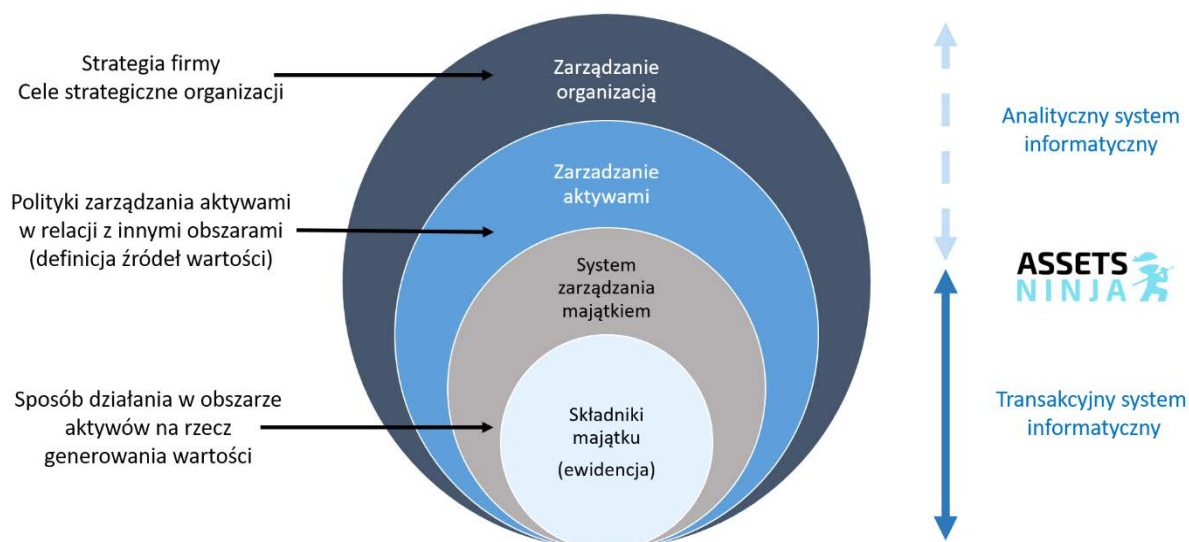 Strategia firmy
Cele strategiczne organizacji
Polityki zarządzania aktywami
w relacji z innymi obszarami
(definicja źródeł wartości)
Sposób działania w obszarze
aktywów na rzecz
generowania wartości
Zarządzanie
organizacją
Zarzadzanie
aktywami
System
zarządzania
majątkiem
Składniki
majątku
(ewidencja)
Analityczny system
informatyczny
ASSETS
NINJA
Transakcyjny system
informatyczny